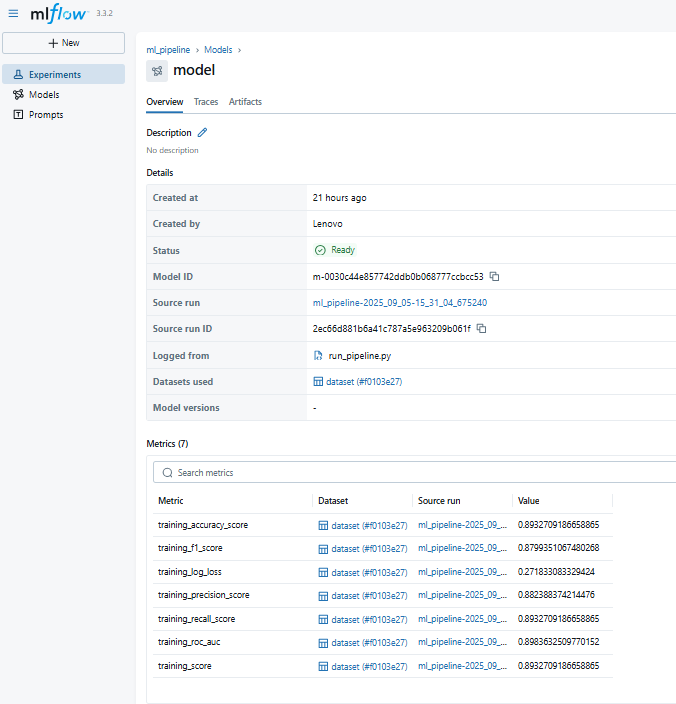 mlflow 3.3.2
+ New
Experiments
Models
Prompts
ml_pipeline › Models ›
model
Overview Traces Artifacts
Description
No description
Details
Created at 21 hours ago
Created by Lenovo
Status Ready
Model ID m-0030c44e857742ddb0b068777ccbcc53
Source run ml_pipeline-2025_09_05-15_31_04_675240
Source run ID 2ec66d881b6a41c787a5e963209b061f
Logged from run_pipeline.py
Datasets used dataset (#f0103e27)
Model versions -
Metrics (7)
Search metrics
Metric Dataset Source run Value
training_accuracy_score dataset (#f0103e27) ml_pipeline-2025_09_... 0.8932709186658865
training_f1_score dataset (#f0103e27) ml_pipeline-2025_09_... 0.8799351067480268
training_log_loss dataset (#f0103e27) ml_pipeline-2025_09_... 0.271833083329424
training_precision_score dataset (#f0103e27) ml_pipeline-2025_09_... 0.882388374214476
training_recall_score dataset (#f0103e27) ml_pipeline-2025_09_... 0.8932709186658865
training_roc_auc dataset (#f0103e27) ml_pipeline-2025_09_... 0.8983632509770152
training_score dataset (#f0103e27) ml_pipeline-2025_09_... 0.8932709186658865